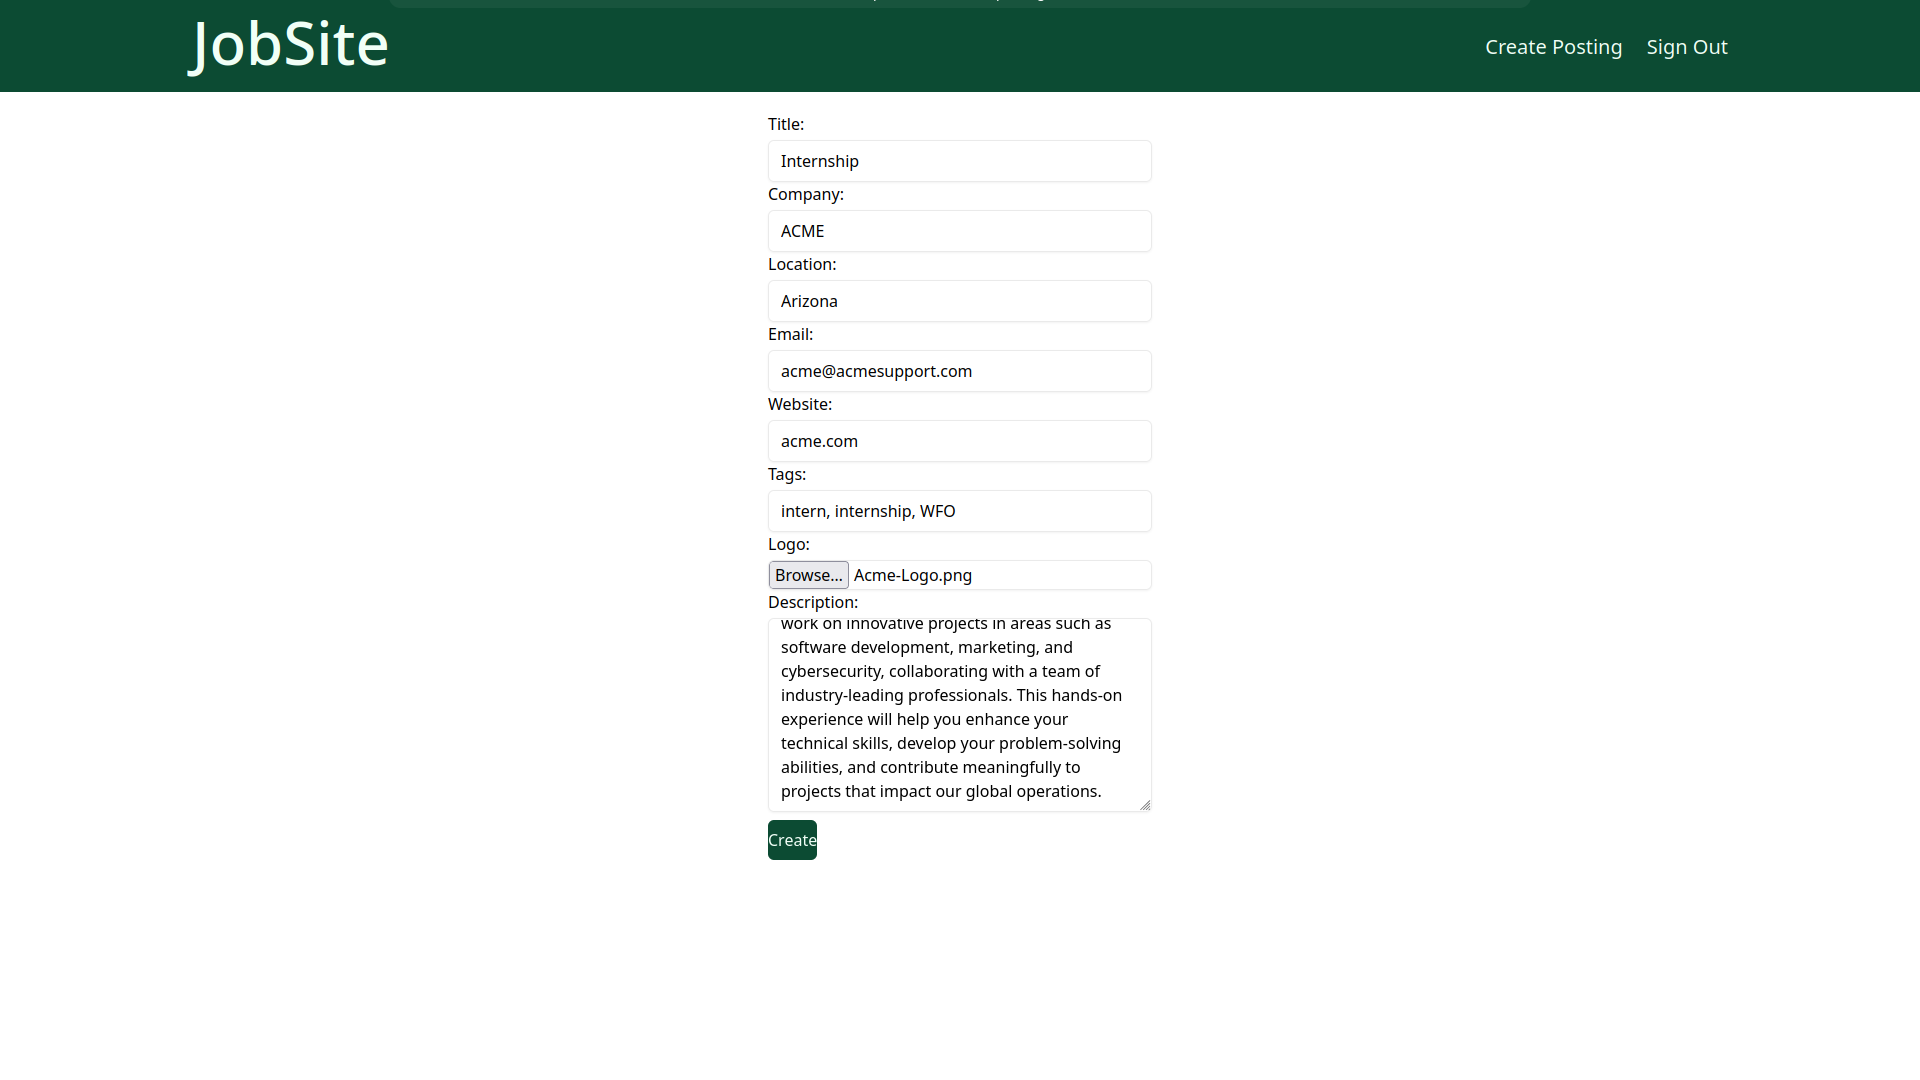 JobSite
Create Posting
Sign Out
Title:
Internship
Company:
ACME
Location:
Arizona
Email:
acme@acmesupport.com
Website:
acme.com
Tags:
intern, internship, WFO
Logo:
Browse... Acme-Logo.png
Description:
work on innovative projects in areas such as
software development, marketing, and
cybersecurity, collaborating with a team of
industry-leading professionals. This hands-on
experience will help you enhance your
technical skills, develop your problem-solving
abilities, and contribute meaningfully to
projects that impact our global operations.
Create